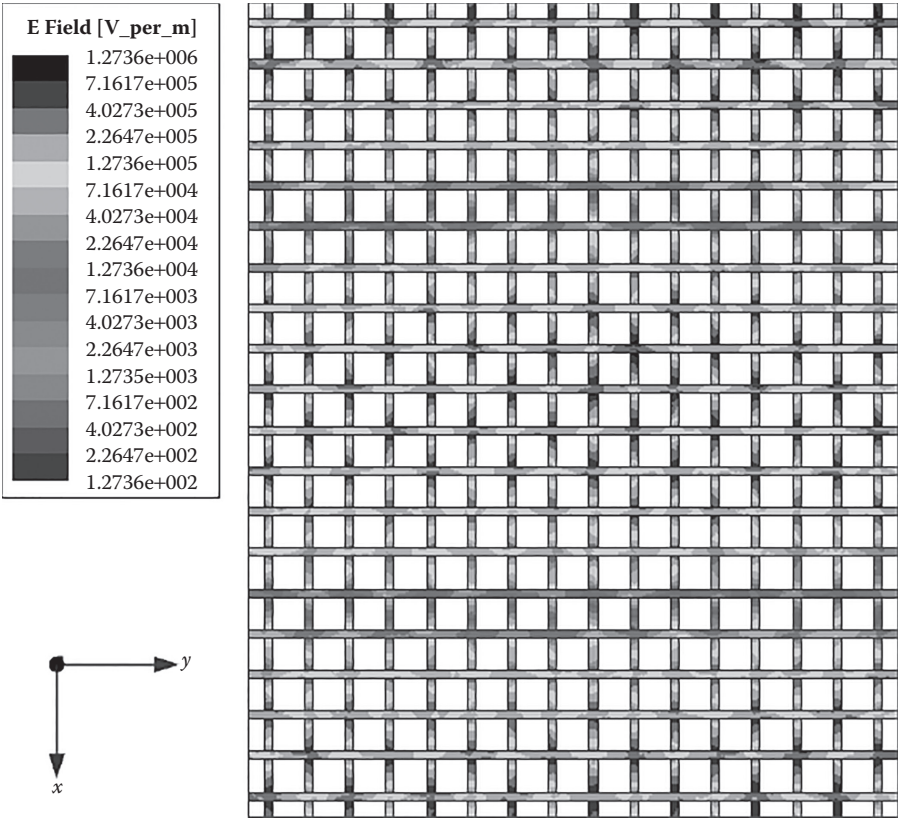 E Field [V_per_m]
1.2736e+006
7.1617e+005
4.0273e+005
2.2647e+005
1.2736e+005
7.1617e+004
4.0273e+004
2.2647e+004
1.2736e+004
7.1617e+003
4.0273e+003
2.2647e+003
1.2735e+003
7.1617e+002
4.0273e+002
2.2647e+002
1.2736e+002
y
x